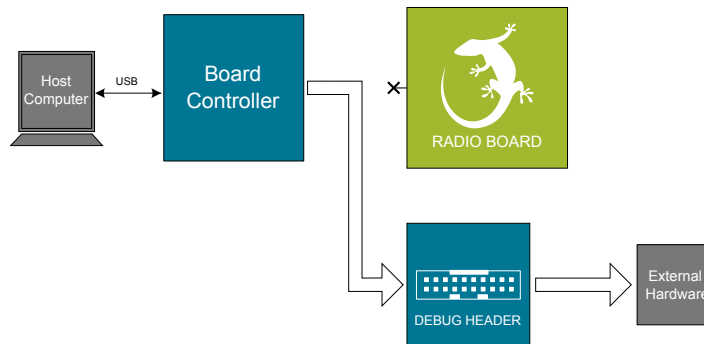 Host
Computer
USB
Board
Controller
RADIO BOARD
DEBUG HEADER
External
Hardware